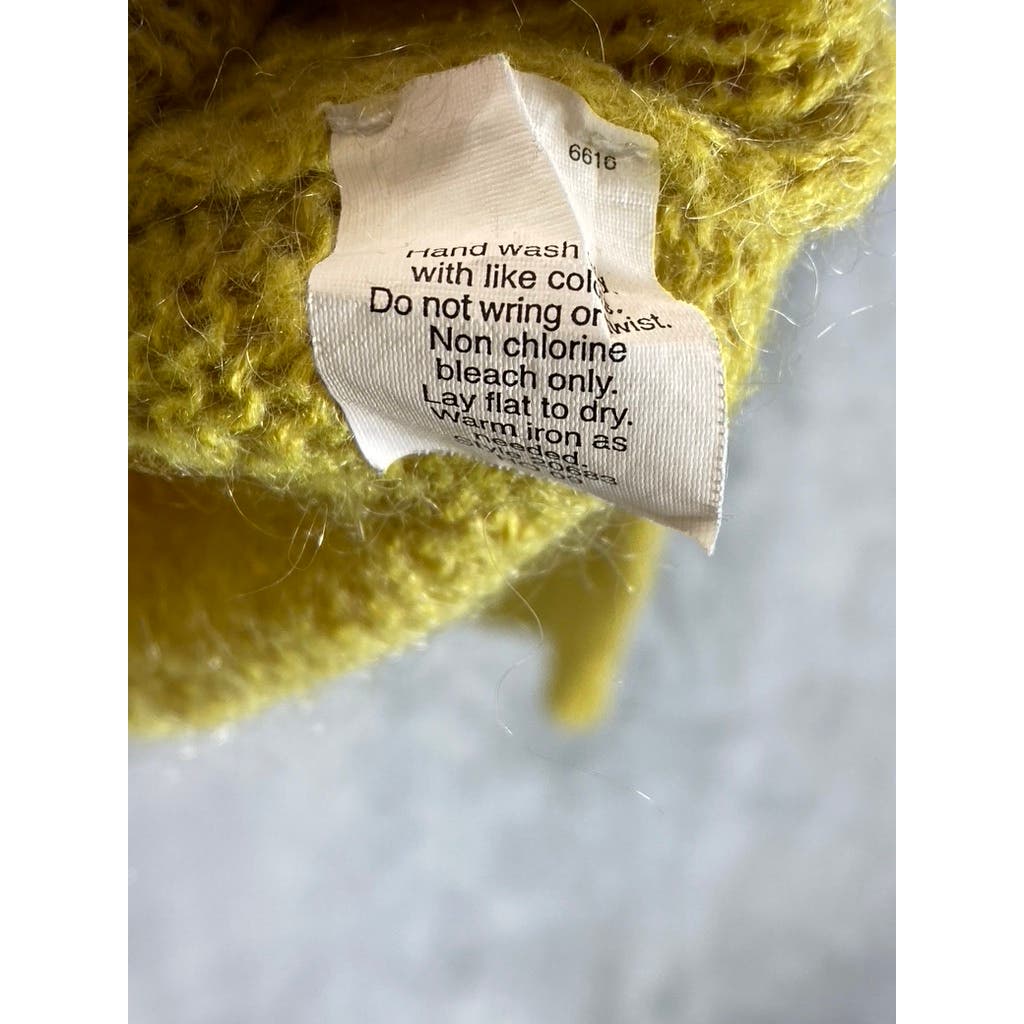 6616
Hand wash
with like
Do not wring or twist.
Non chlorine
bleach only.
Lay flat to dry.
Warm iron as
needed.
Style